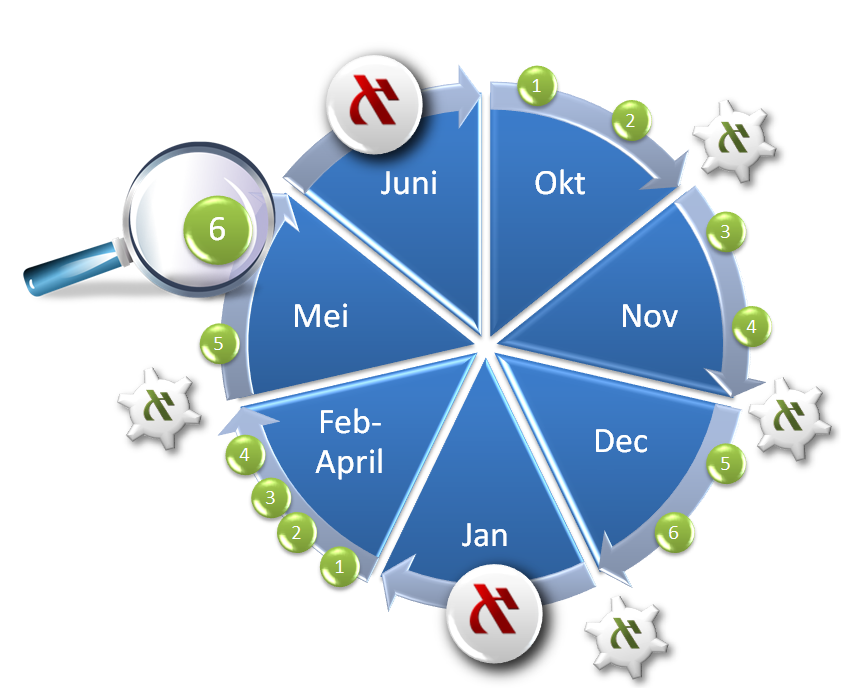 Juni
Okt
Nov
Dec
Jan
Feb-
April
Mei
1
2
3
4
5
6
1
2
3
4
5
6
א
א
א
א
א
א